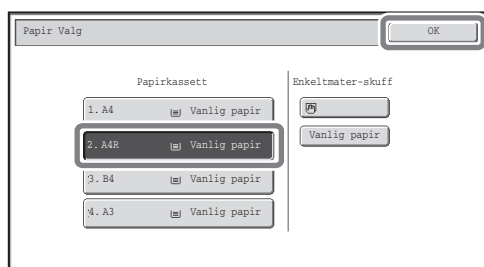 Papir Valg
OK
Papirkassett
1. A4 Vanlig papir
2. A4R Vanlig papir
3. B4 Vanlig papir
4. A3 Vanlig papir
Enkeltmater-skuff
Vanlig papir